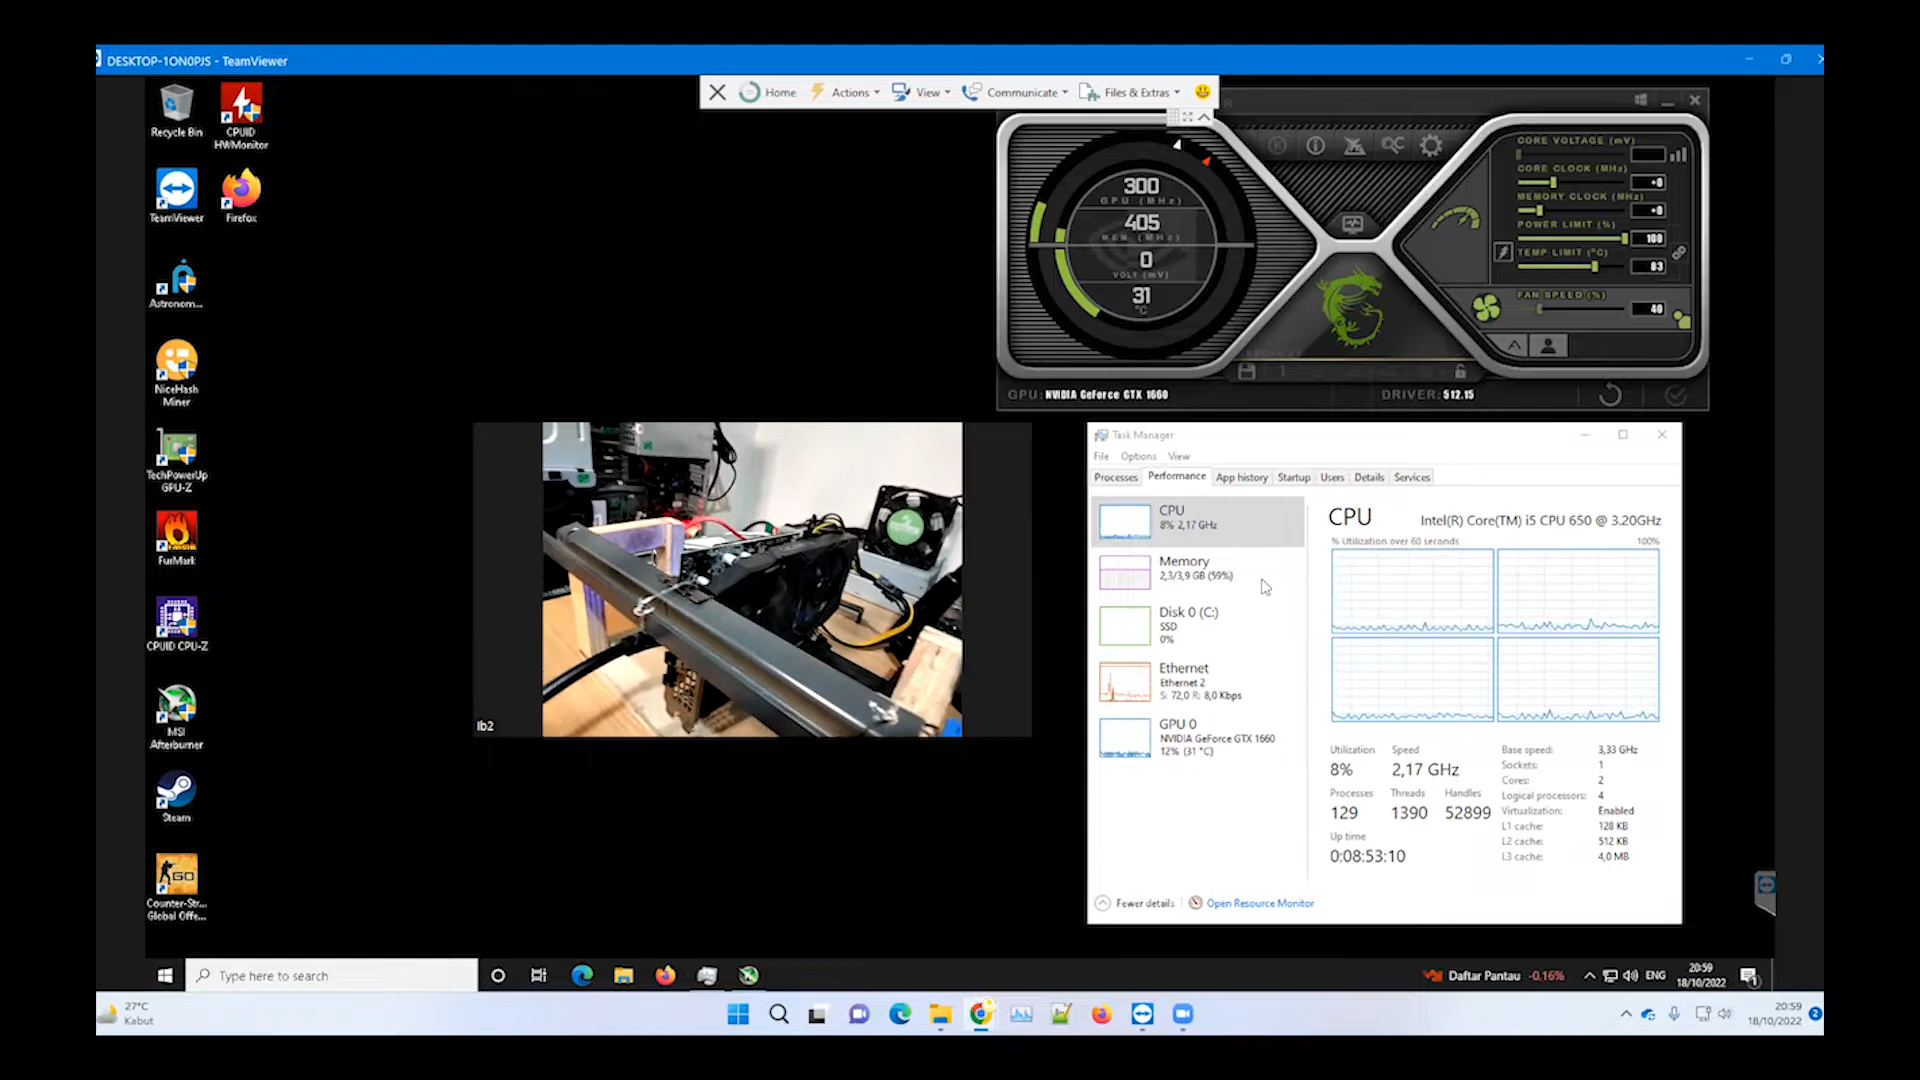 DESKTOP-1ON0PJS - TeamViewer
Home
Actions
View
Communicate
Files & Extras
Recycle Bin
CPUID
HWMonitor
TeamViewer
Firefox
Astronom...
NiceHash
Miner
TechPowerUp
GPU-Z
FurMark
CPUID CPU-Z
MSI
Afterburner
Steam
GO
Counter-Str...
Global Offe...
300
GPU (MHz)
405
MEM (MHz)
0
VOLT (mV)
31
°C
CORE VOLTAGE (mV)
CORE CLOCK (MHz)
+0
MEMORY CLOCK (MHz)
+0
POWER LIMIT (%)
100
TEMP LIMIT (°C)
83
FAN SPEED (%)
40
GPU: NVIDIA GeForce GTX 1660
DRIVER: 512.15
Ib2
Task Manager
File Options View
Processes Performance App history Startup Users Details Services
CPU
8% 2,17 GHz
Memory
2,3/3,9 GB (59%)
Disk 0 (C:)
SSD
0%
Ethernet
Ethernet 2
S: 72,0 R: 8,0 Kbps
GPU 0
NVIDIA GeForce GTX 1660
12% (31 °C)
CPU
Intel(R) Core(TM) i5 CPU 650 @ 3.20GHz
% Utilization over 60 seconds
100%
Utilization Speed
8% 2,17 GHz
Processes Threads Handles
129 1390 52899
Up time
0:08:53:10
Base speed: 3,33 GHz
Sockets: 1
Cores: 2
Logical processors: 4
Virtualization: Enabled
L1 cache: 128 KB
L2 cache: 512 KB
L3 cache: 4,0 MB
Fewer details
Open Resource Monitor
Type here to search
Daftar Pantau -0.16%
ENG
20:59
18/10/2022
1
27°C
Kabut
20:59
18/10/2022
2